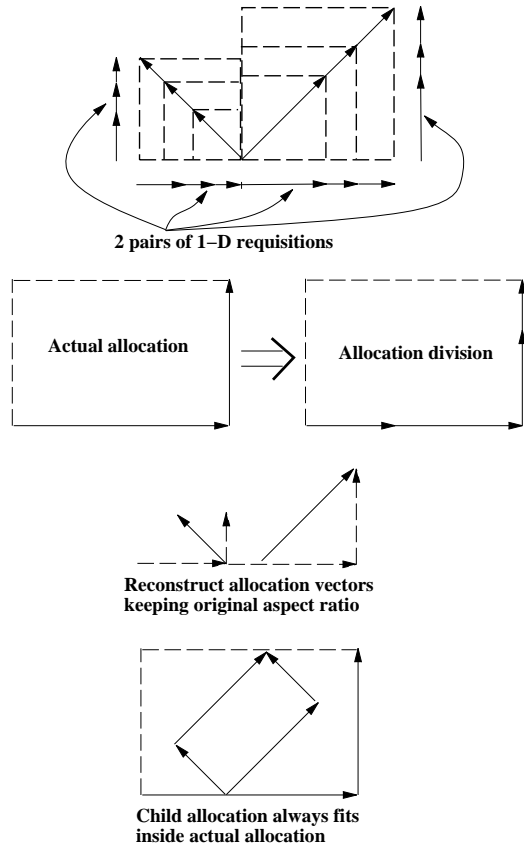 2 pairs of 1–D requisitions
Actual allocation
Allocation division
Reconstruct allocation vectors
keeping original aspect ratio
Child allocation always fits
inside actual allocation